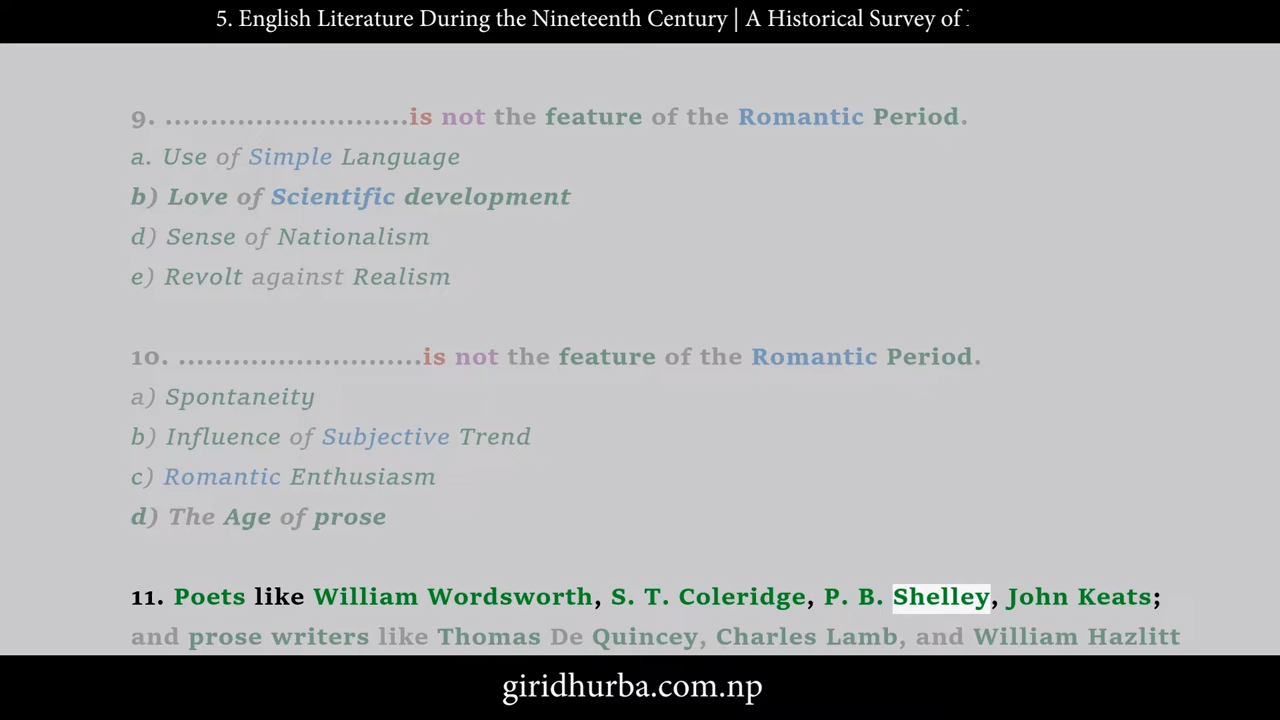 5. English Literature During the Nineteenth Century | A Historical Survey of
9. ...........................is not the feature of the Romantic Period.
a. Use of Simple Language
b) Love of Scientific development
d) Sense of Nationalism
e) Revolt against Realism
10. ...........................is not the feature of the Romantic Period.
a) Spontaneity
b) Influence of Subjective Trend
c) Romantic Enthusiasm
d) The Age of prose
11. Poets like William Wordsworth, S. T. Coleridge, P. B. Shelley, John Keats;
and prose writers like Thomas De Quincey, Charles Lamb, and William Hazlitt
giridhurba.com.np